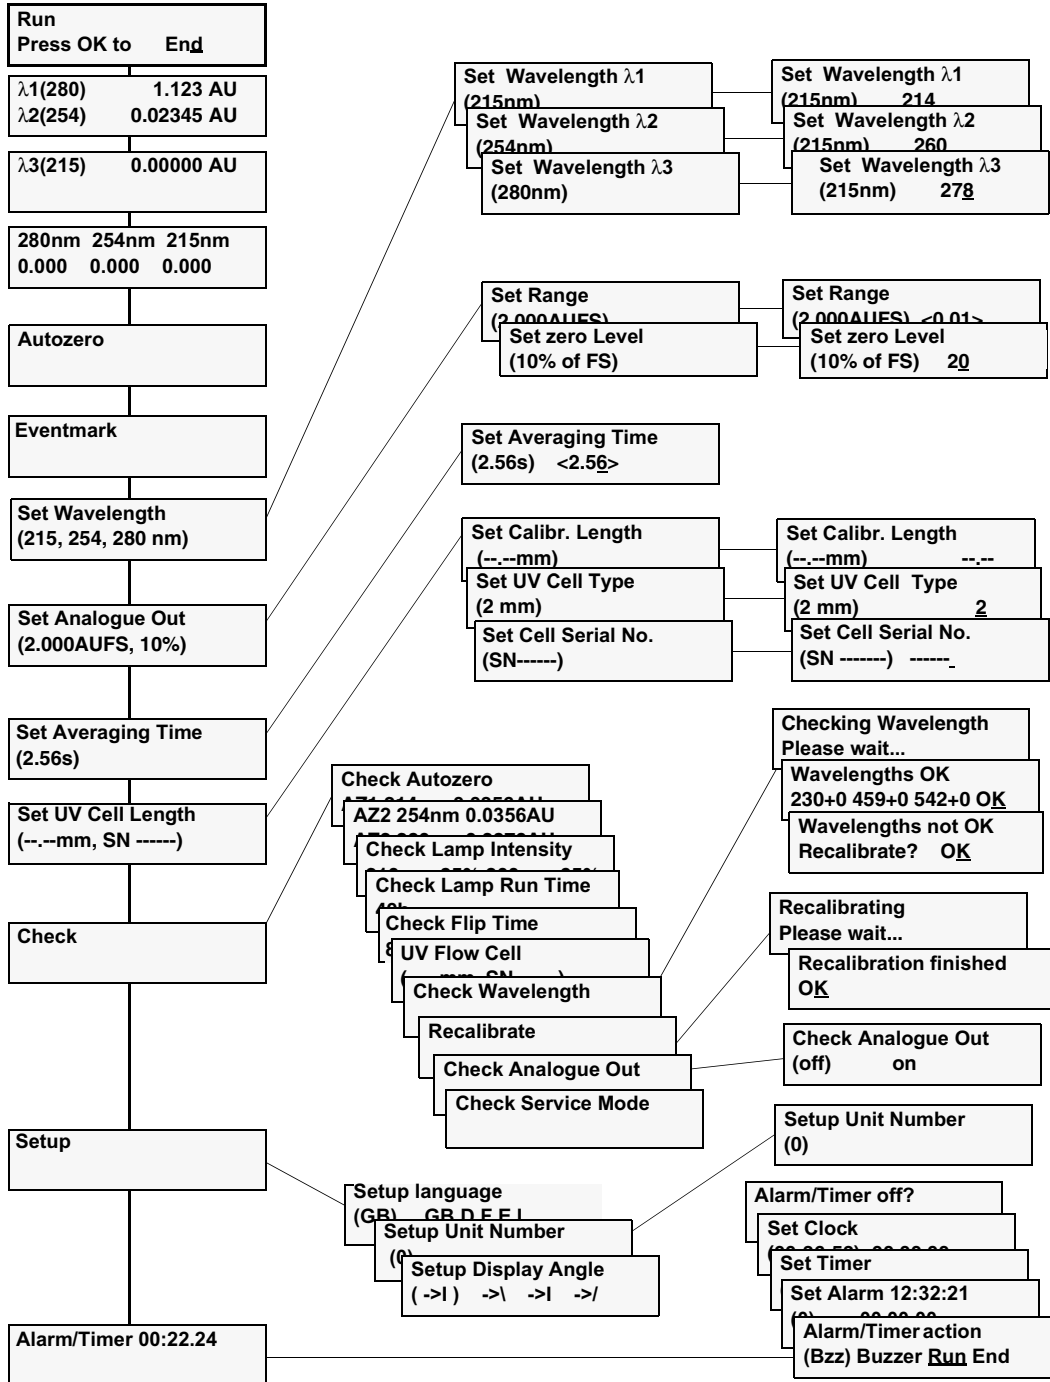 Run
Press OK to End
λ1(280) 1.123 AU
λ2(254) 0.02345 AU
λ3(215) 0.00000 AU
280nm 254nm 215nm
0.000 0.000 0.000
Autozero
Eventmark
Set Wavelength
(215, 254, 280 nm)
Set Analogue Out
(2.000AUFS, 10%)
Set Averaging Time
(2.56s)
Set UV Cell Length
(--.--mm, SN ------)
Check
Setup
Alarm/Timer 00:22.24
Set Wavelength λ1
(215nm)
Set Wavelength λ2
(254nm)
Set Wavelength λ3
(280nm)
Set Wavelength λ1
(215nm) 214
Set Wavelength λ2
(215nm) 260
Set Wavelength λ3
(215nm) 278
Set Range
(2.000AUFS)
Set zero Level
(10% of FS)
Set Range
(2.000AUFS) <0.01>
Set zero Level
(10% of FS) 20
Set Averaging Time
(2.56s) <2.56>
Set Calibr. Length
(--.--mm)
Set UV Cell Type
(2 mm)
Set Cell Serial No.
(SN------)
Set Calibr. Length
(--.--mm) --.--
Set UV Cell Type
(2 mm) 2
Set Cell Serial No.
(SN -------) ------_
Check Autozero
AZ2 254nm 0.0356AU
Check Lamp Intensity
Check Lamp Run Time
Check Flip Time
UV Flow Cell
Check Wavelength
Recalibrate
Check Analogue Out
Check Service Mode
Checking Wavelength
Please wait...
Wavelengths OK
230+0 459+0 542+0 OK
Wavelengths not OK
Recalibrate? OK
Recalibrating
Please wait...
Recalibration finished
OK
Check Analogue Out
(off) on
Setup language
(GB)
Setup Unit Number
(0)
Setup Display Angle
( ->I ) ->\ ->I ->/
Setup Unit Number
(0)
Alarm/Timer off?
Set Clock
Set Timer
Set Alarm 12:32:21
Alarm/Timer action
(Bzz) Buzzer Run End